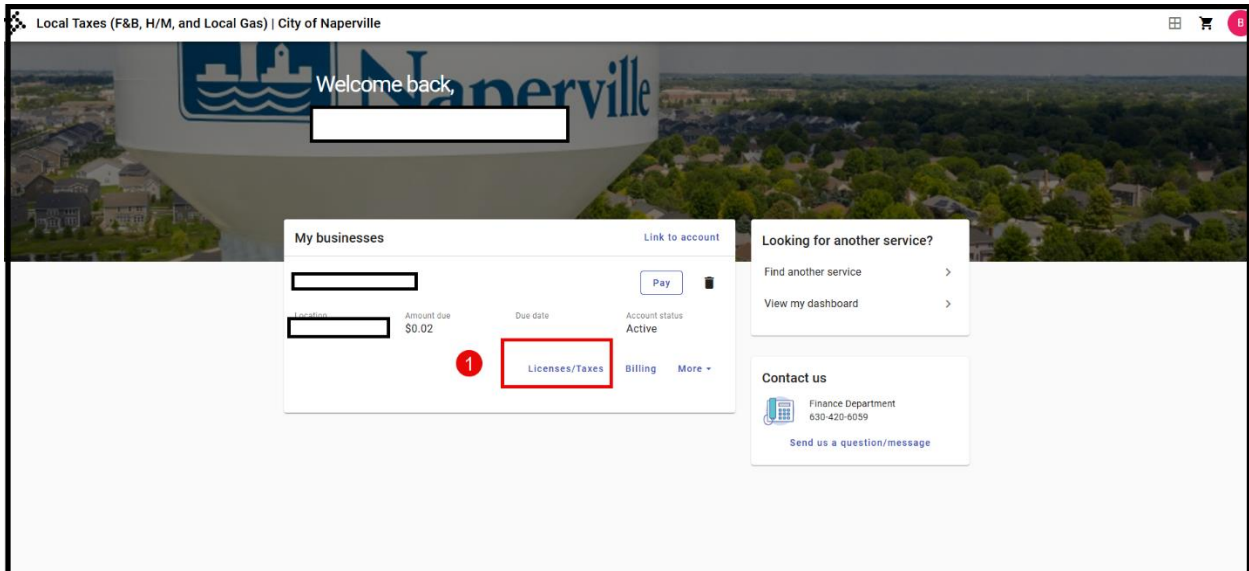 Local Taxes (F&B, H/M, and Local Gas) | City of Naperville
B
Naperville
Welcome back,
My businesses
Link to account
Pay
Location
Amount due
Due date
Account status
$0.02
Active
1
Licenses/Taxes
Billing
More
Looking for another service?
Find another service
View my dashboard
Contact us
Finance Department
630-420-6059
Send us a question/message